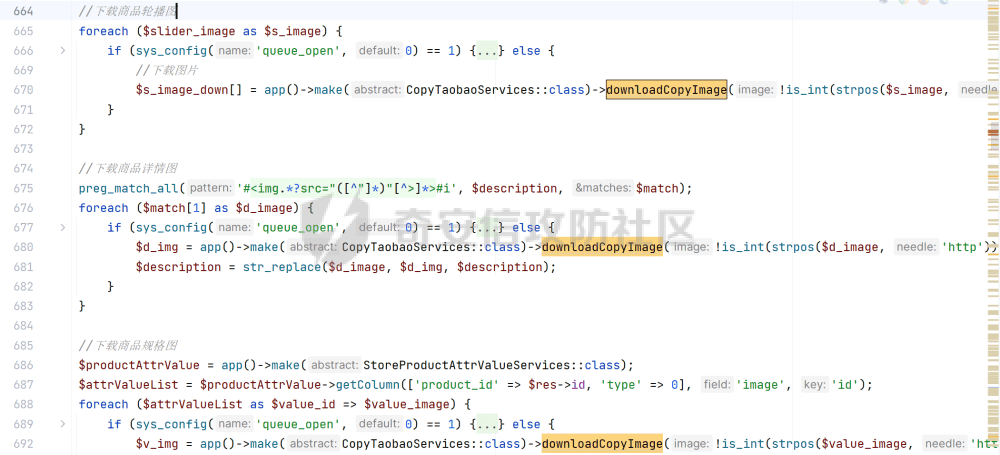 664 //下载商品轮播图
665 foreach ($slider_image as $s_image) {
666 if (sys_config( name: 'queue_open', default: 0) == 1) {...} else {
669 //下载图片
670 $s_image_down[] = app()->make( abstract: CopyTaobaoServices::class)->downloadCopyImage( image: !is_int(strpos($s_image, needle
671 }
672 }
673
674 //下载商品详情图
675 preg_match_all( pattern: '#<img.*?src="([^"]*)"[^>]*>#i', $description, &matches: $match);
676 foreach ($match[1] as $d_image) {
677 if (sys_config( name: 'queue_open', default: 0) == 1) {...} else {
680 $d_img = app()->make( abstract: CopyTaobaoServices::class)->downloadCopyImage( image: !is_int(strpos($d_image, needle: 'http'))
681 $description = str_replace($d_image, $d_img, $description);
682 }
683 }
684
685 //下载商品规格图
686 $productAttrValue = app()->make( abstract: StoreProductAttrValueServices::class);
687 $attrValueList = $productAttrValue->getColumn(['product_id' => $res->id, 'type' => 0], field: 'image', key: 'id');
688 foreach ($attrValueList as $value_id => $value_image) {
689 if (sys_config( name: 'queue_open', default: 0) == 1) {...} else {
692 $v_img = app()->make( abstract: CopyTaobaoServices::class)->downloadCopyImage( image: !is_int(strpos($value_image, needle: 'htt
奇安信攻防社区